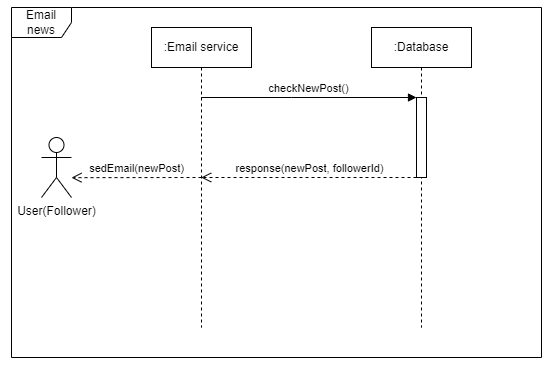 Email
news
:Email service
:Database
checkNewPost()
sedEmail(newPost)
response(newPost, followerId)
User(Follower)